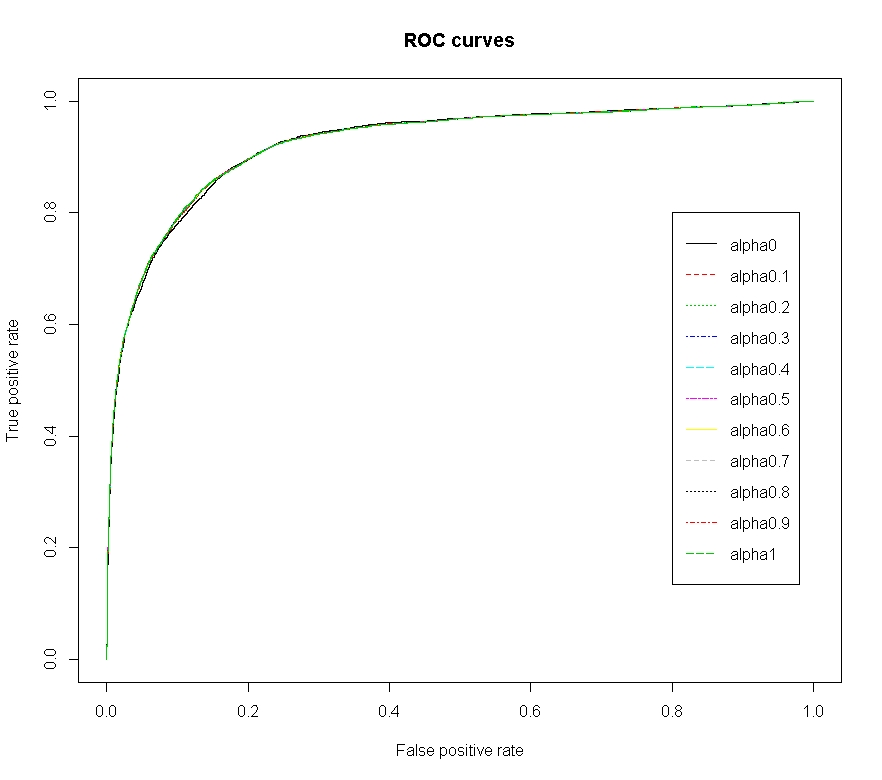 ROC curves
True positive rate
1.0
0.8
0.6
0.4
0.2
0.0
alpha0
alpha0.1
alpha0.2
alpha0.3
alpha0.4
alpha0.5
alpha0.6
alpha0.7
alpha0.8
alpha0.9
alpha1
0.0 0.2 0.4 0.6 0.8 1.0
False positive rate